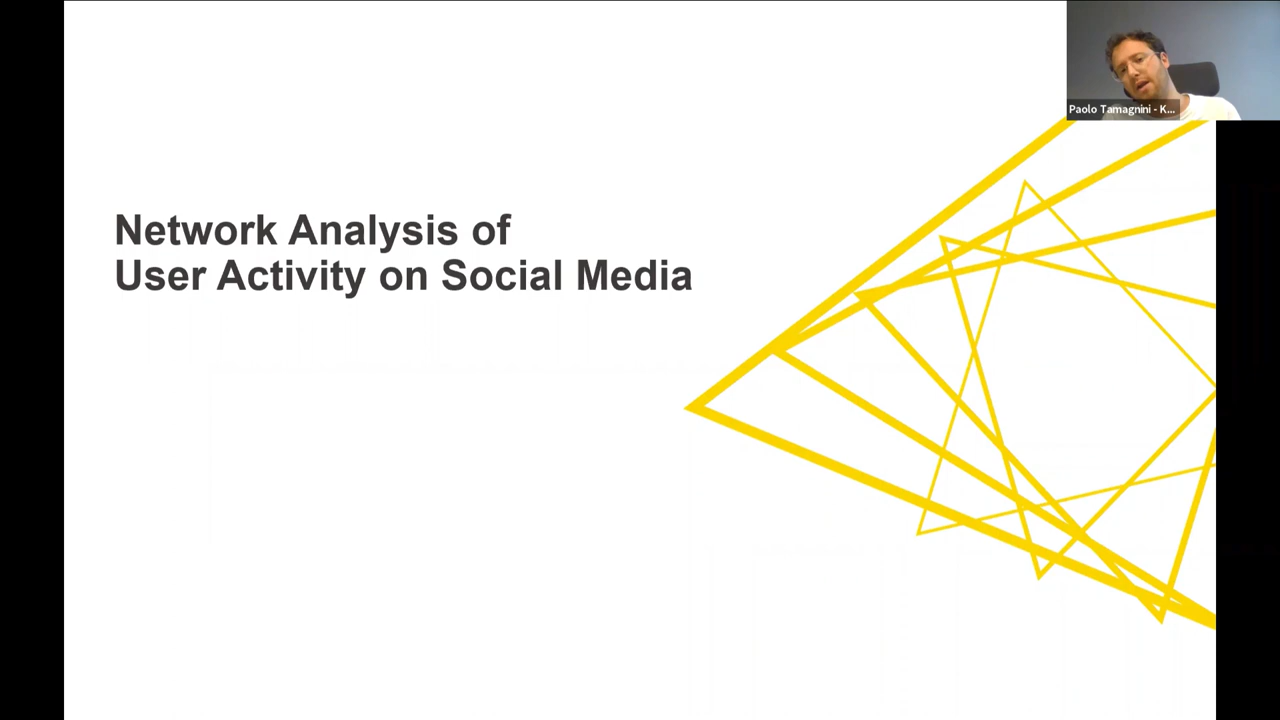 Paolo Tamagnini - K...
Network Analysis of
User Activity on Social Media